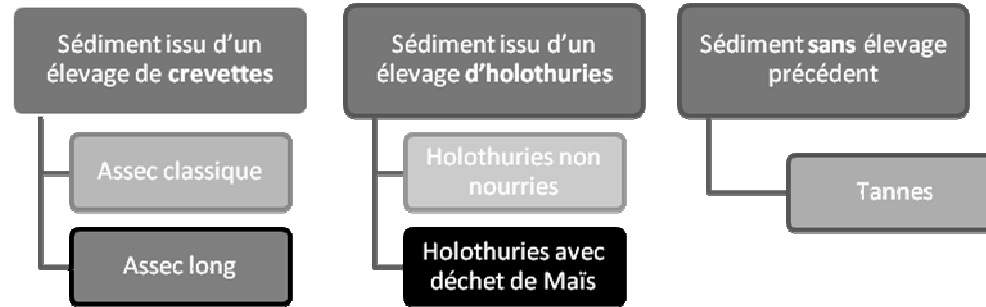 Sédiment issu d'un
élevage de crevettes
Assec classique
Assec long
Sédiment issu d'un
élevage d'holothuries
Holothuries non
nourries
Holothuries avec
déchet de Maïs
Sédiment sans élevage
précédent
Tannes